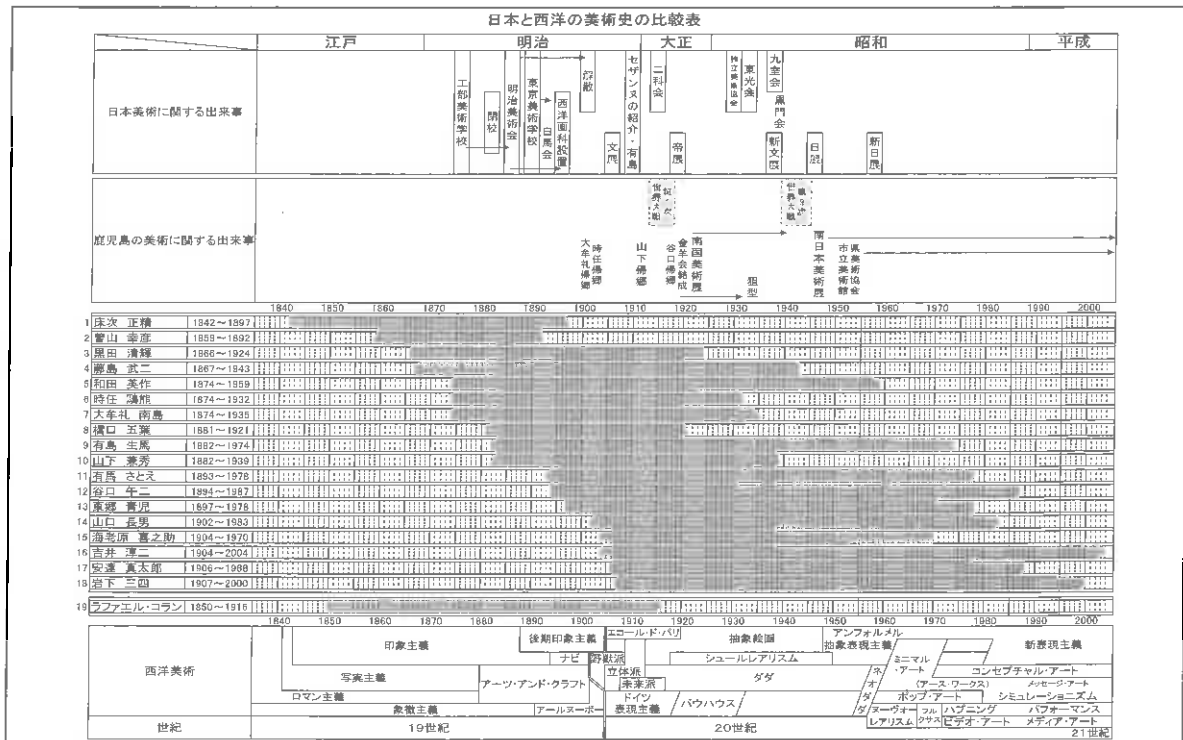 日本と西洋の美術史の比較表
江戸 明治 大正 昭和 平成
日本美術に関する出来事
工部美術学校
閉校
明治美術会
東京美術学校
白馬会
西洋画科設置
文展
セザンヌの紹介・有島
二科会
帝展
独立美術協会
東光会
九室会
黒門会
新文展
日展
新日展
鹿児島の美術に関する出来事
大牟礼帰郷
時任帰郷
山下帰郷
谷口帰郷
金羊会結成
南国美術展
狙型
南日本美術展
市立美術館
県美術協会
世界大戦
世界大戦
1840 1850 1860 1870 1880 1890 1900 1910 1920 1930 1940 1950 1960 1970 1980 1990 2000
1 床次 正精 1842～1897
2 曽山 幸彦 1859～1892
3 黒田 清輝 1866～1924
4 藤島 武二 1867～1943
5 和田 英作 1874～1959
6 時任 鵰熊 1874～1932
7 大牟礼 南島 1874～1935
8 橋口 五葉 1881～1921
9 有島 生馬 1882～1974
10 山下 兼秀 1882～1939
11 有馬 さとえ 1893～1978
12 谷口 午二 1894～1987
13 東郷 青児 1897～1978
14 山口 長男 1902～1983
15 海老原 喜之助 1904～1970
16 吉井 淳二 1904～2004
17 安達 真太郎 1906～1988
18 岩下 三四 1907～2000
19 ラファエル・コラン 1850～1916
1840 1850 1860 1870 1880 1890 1900 1910 1920 1930 1940 1950 1960 1970 1980 1990 2000
西洋美術
印象主義 後期印象主義 エコール・ド・パリ 抽象絵画 アンフォルメル 抽象表現主義 新表現主義
ナビ 野獣派 シュールレアリスム ミニマル・アート コンセプチャル・アート
写実主義 アーツ・アンド・クラフト 立体派 未来派 ダダ ネオダダ (アース・ワークス) メッセージ・アート
ロマン主義 ドイツ表現主義 バウハウス ポップ・アート シミュレーショニズム
象徴主義 アールヌーボー ヌーヴォーレアリスム フルクサス ハプニング パフォーマンス
ビデオ・アート メディア・アート
世紀 19世紀 20世紀 21世紀